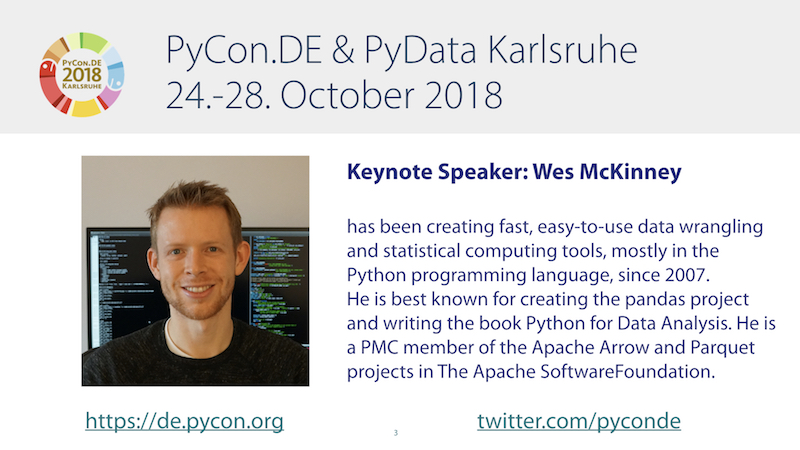 PyCon.DE & PyData Karlsruhe
24.-28. October 2018
PyCon.DE
2018
Karlsruhe
Keynote Speaker: Wes McKinney
has been creating fast, easy-to-use data wrangling
and statistical computing tools, mostly in the
Python programming language, since 2007.
He is best known for creating the pandas project
and writing the book Python for Data Analysis. He is
a PMC member of the Apache Arrow and Parquet
projects in The Apache SoftwareFoundation.
https://de.pycon.org
3
twitter.com/pyconde